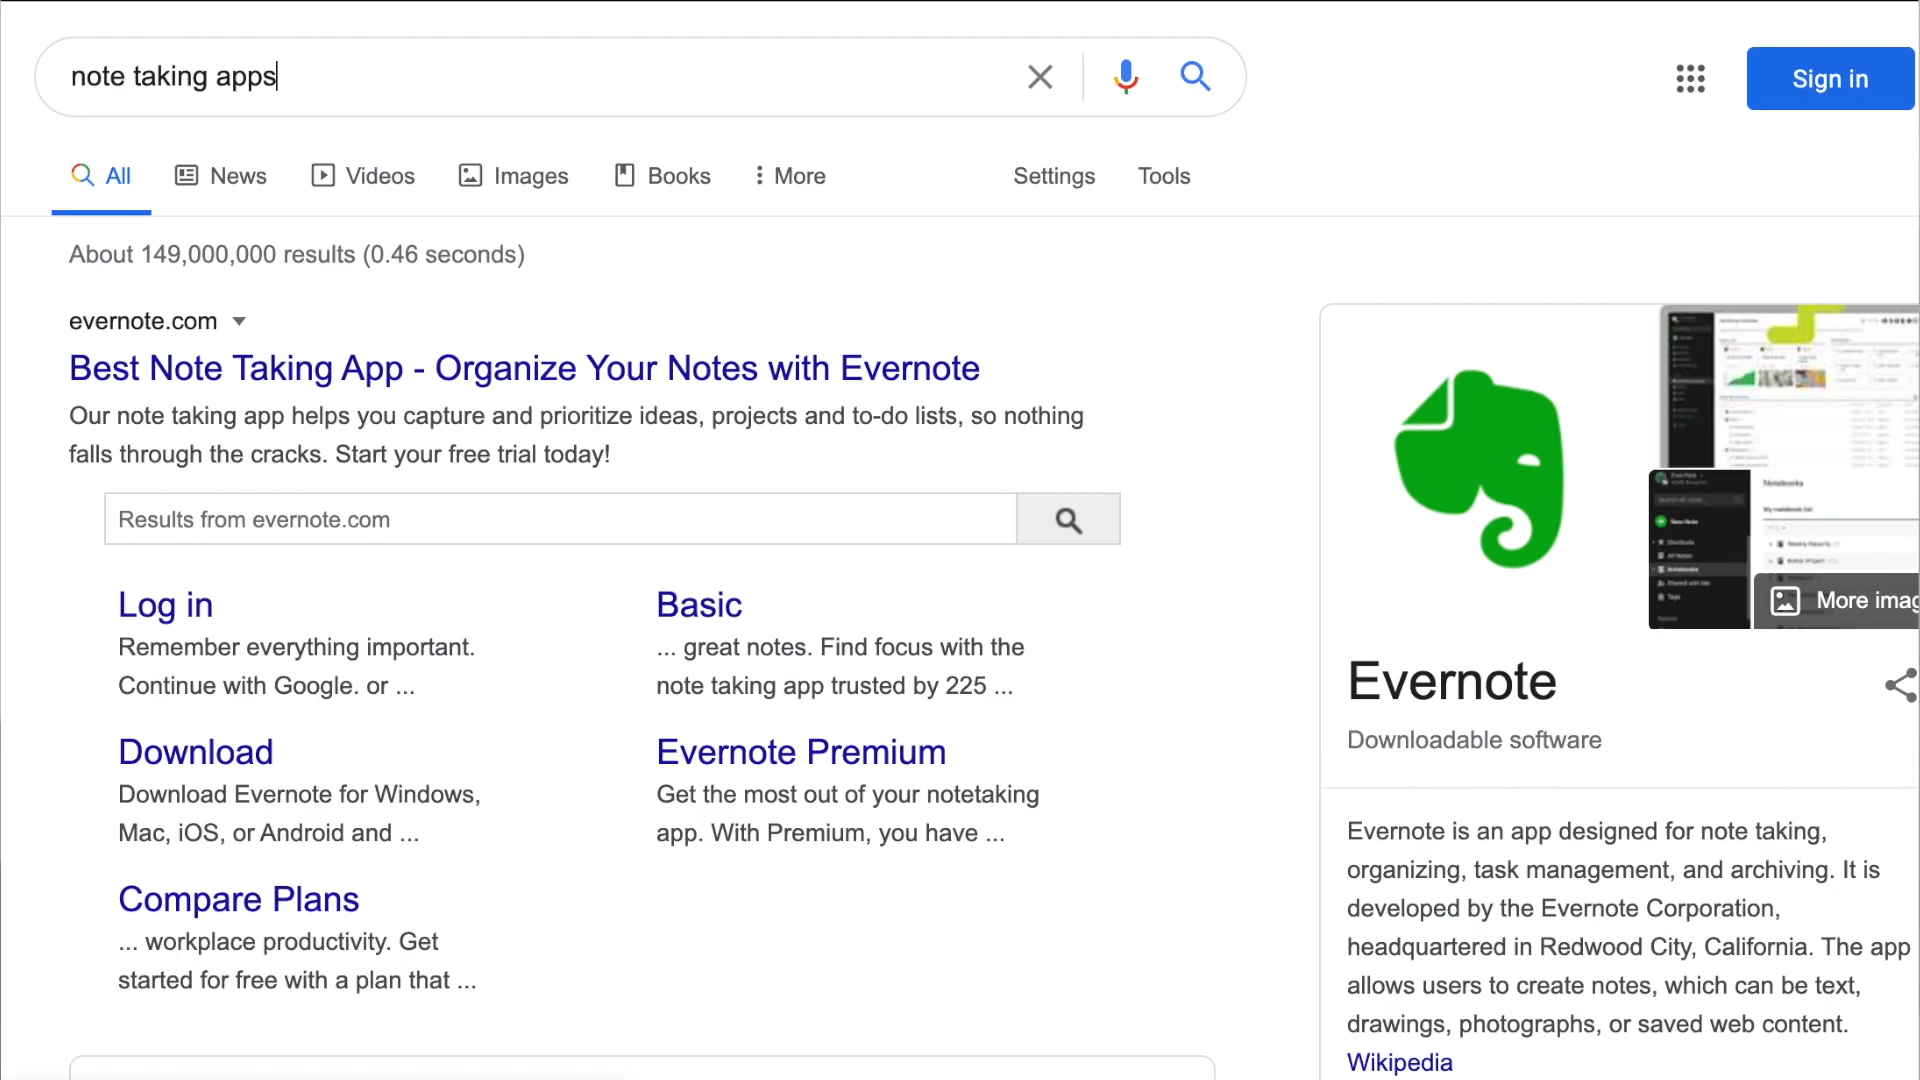 note taking apps
Sign in
All
News
Videos
Images
Books
More
Settings
Tools
About 149,000,000 results (0.46 seconds)
evernote.com
Best Note Taking App - Organize Your Notes with Evernote
Our note taking app helps you capture and prioritize ideas, projects and to-do lists, so nothing
falls through the cracks. Start your free trial today!
Results from evernote.com
Log in
Remember everything important.
Continue with Google. or ...
Basic
... great notes. Find focus with the
note taking app trusted by 225 ...
Download
Download Evernote for Windows,
Mac, iOS, or Android and ...
Evernote Premium
Get the most out of your notetaking
app. With Premium, you have ...
Compare Plans
... workplace productivity. Get
started for free with a plan that ...
Notebooks
My notebook list
More imag
Evernote
Downloadable software
Evernote is an app designed for note taking,
organizing, task management, and archiving. It is
developed by the Evernote Corporation,
headquartered in Redwood City, California. The app
allows users to create notes, which can be text,
drawings, photographs, or saved web content.
Wikipedia